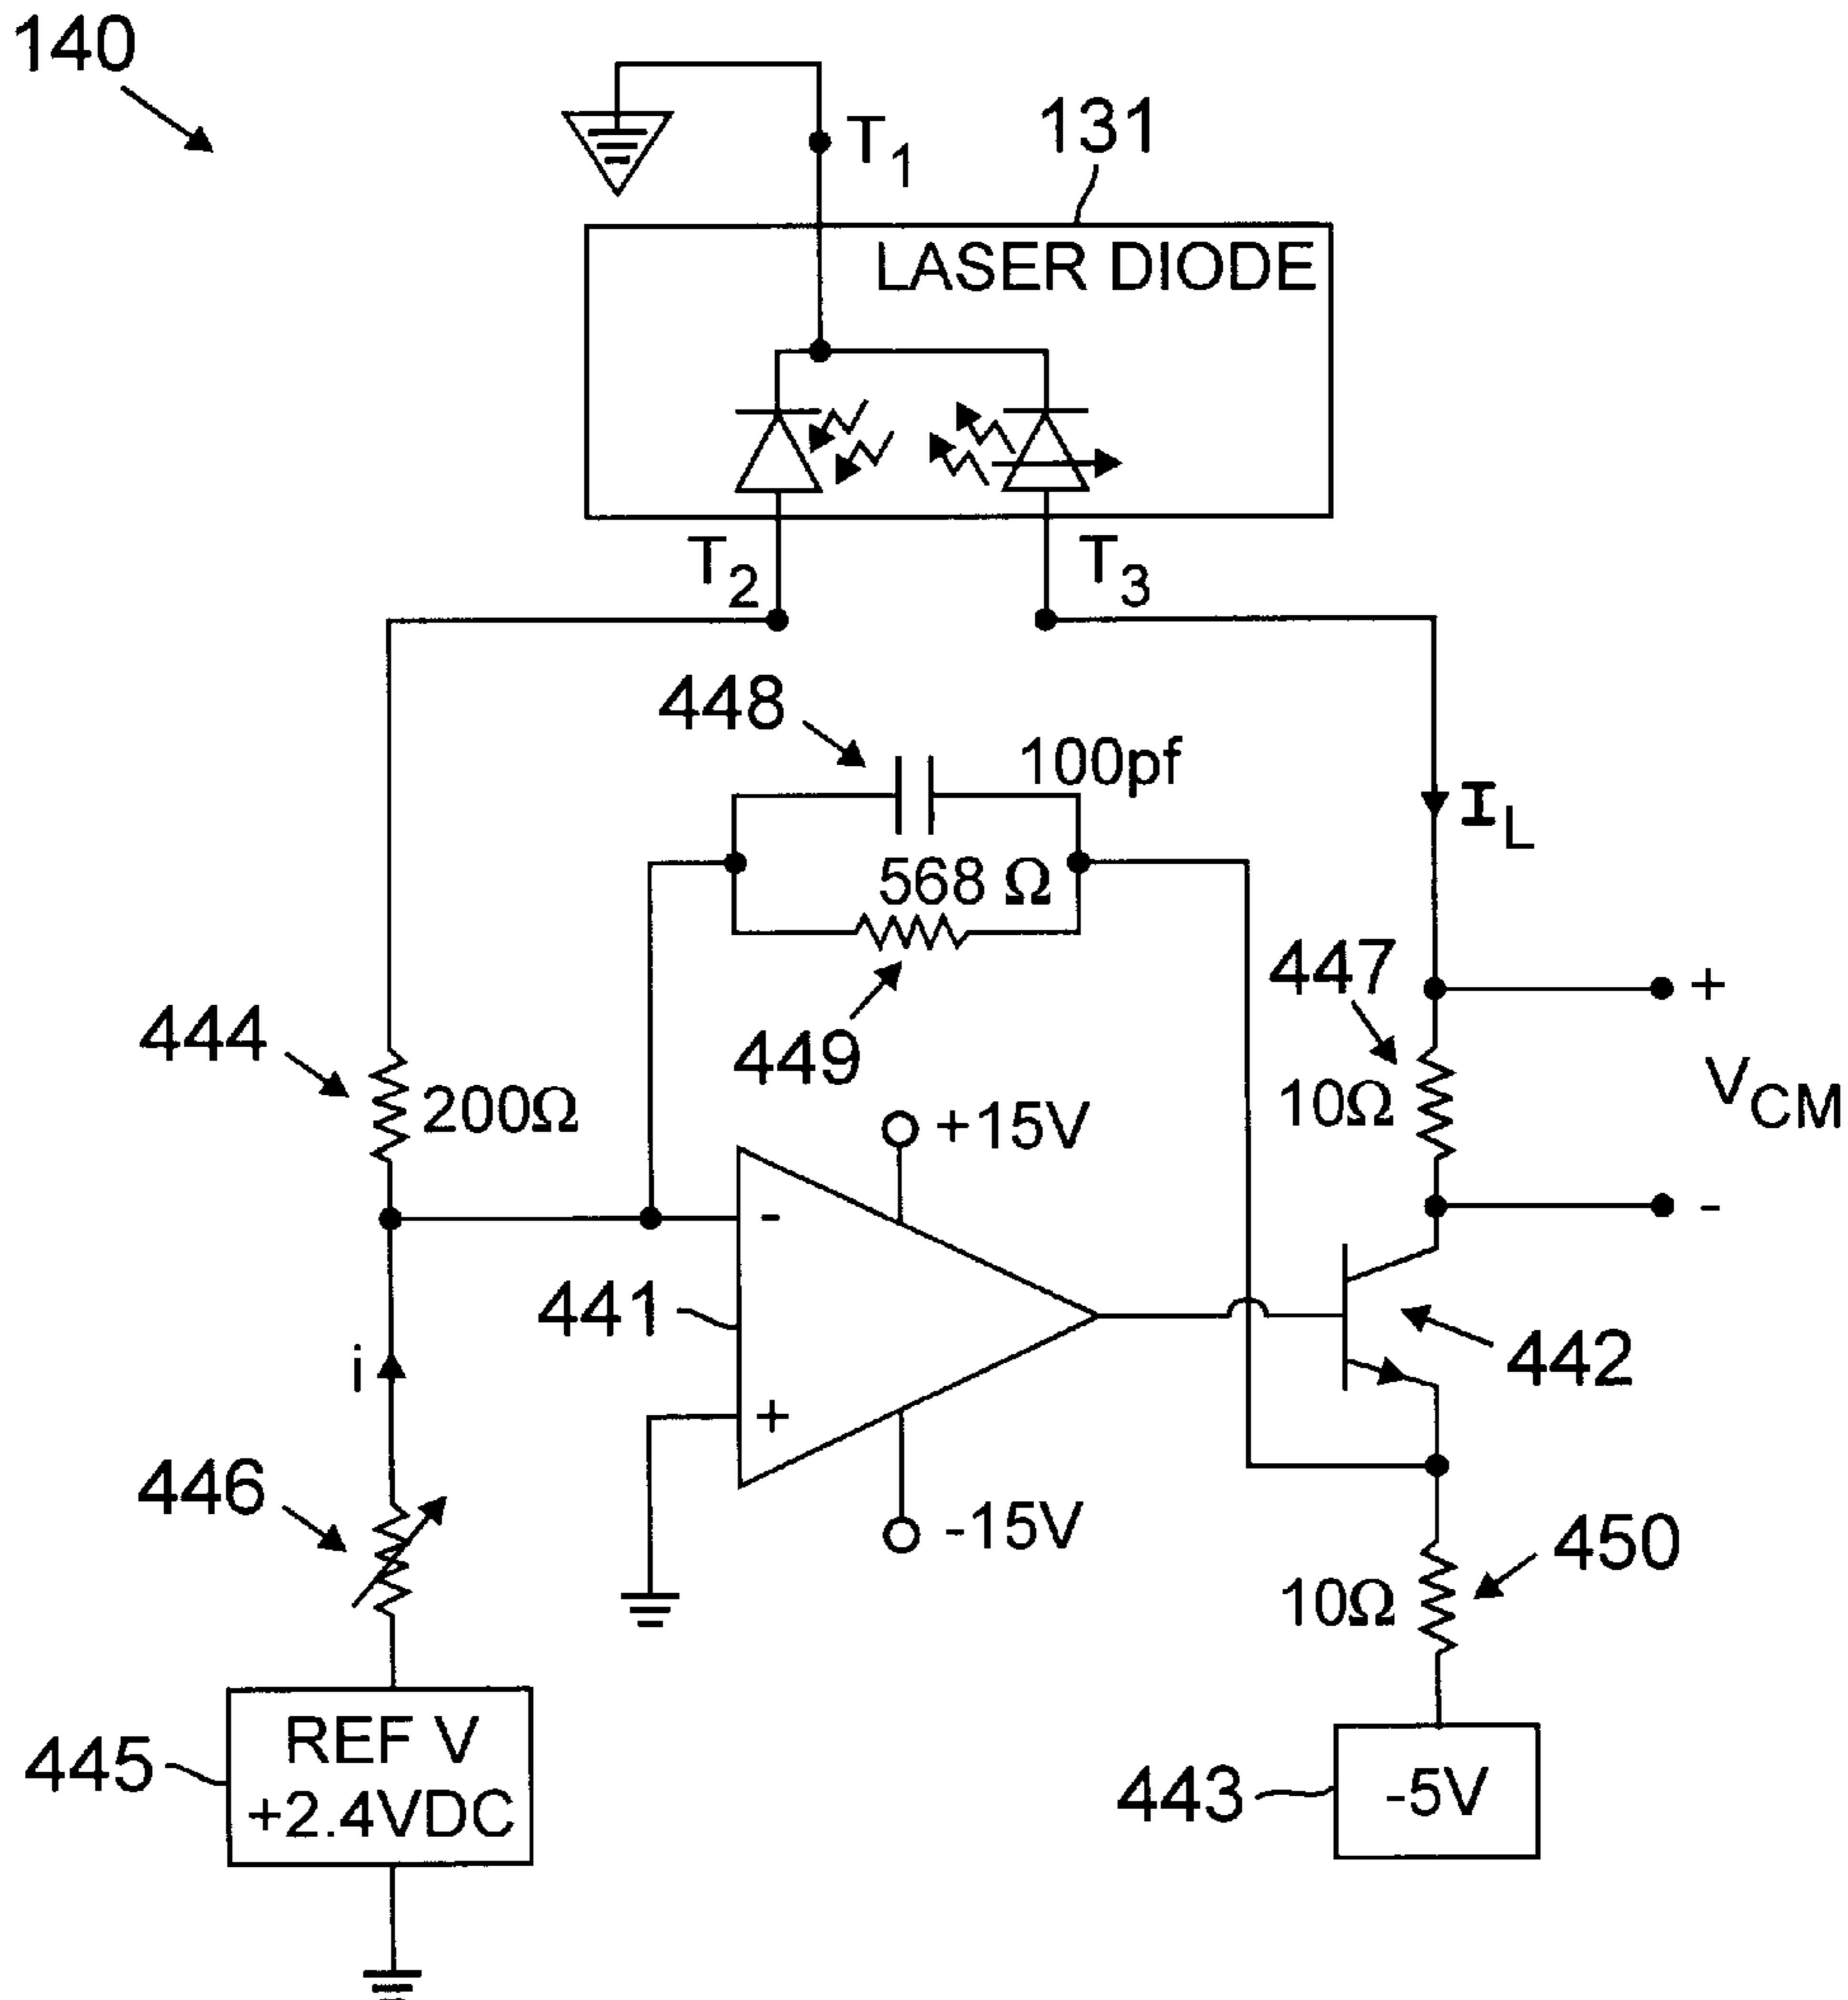 140
T1
131
LASER DIODE
T2
T3
448
100pf
IL
568 Ω
447
+
444
449
200Ω
10Ω
VCM
+15V
-
-
441
442
i
+
446
-15V
450
10Ω
445
REF V
+2.4VDC
443
-5V